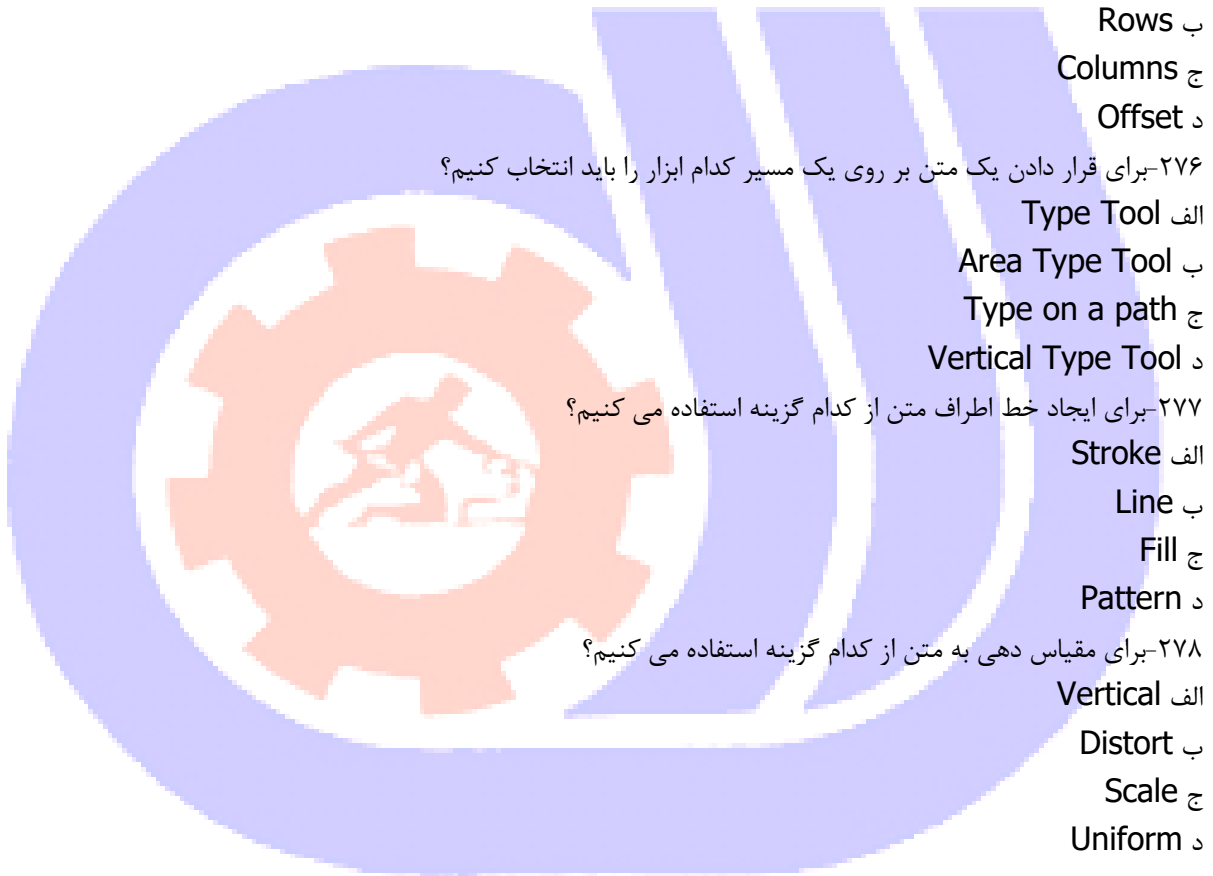 ب Rows
ج Columns
د Offset
۲۷۶-برای قرار دادن یک متن بر روی یک مسیر کدام ابزار را باید انتخاب کنیم؟
الف Type Tool
ب Area Type Tool
ج Type on a path
د Vertical Type Tool
۲۷۷-برای ایجاد خط اطراف متن از کدام گزینه استفاده می کنیم؟
الف Stroke
ب Line
ج Fill
د Pattern
۲۷۸-برای مقیاس دهی به متن از کدام گزینه استفاده می کنیم؟
الف Vertical
ب Distort
ج Scale
د Uniform